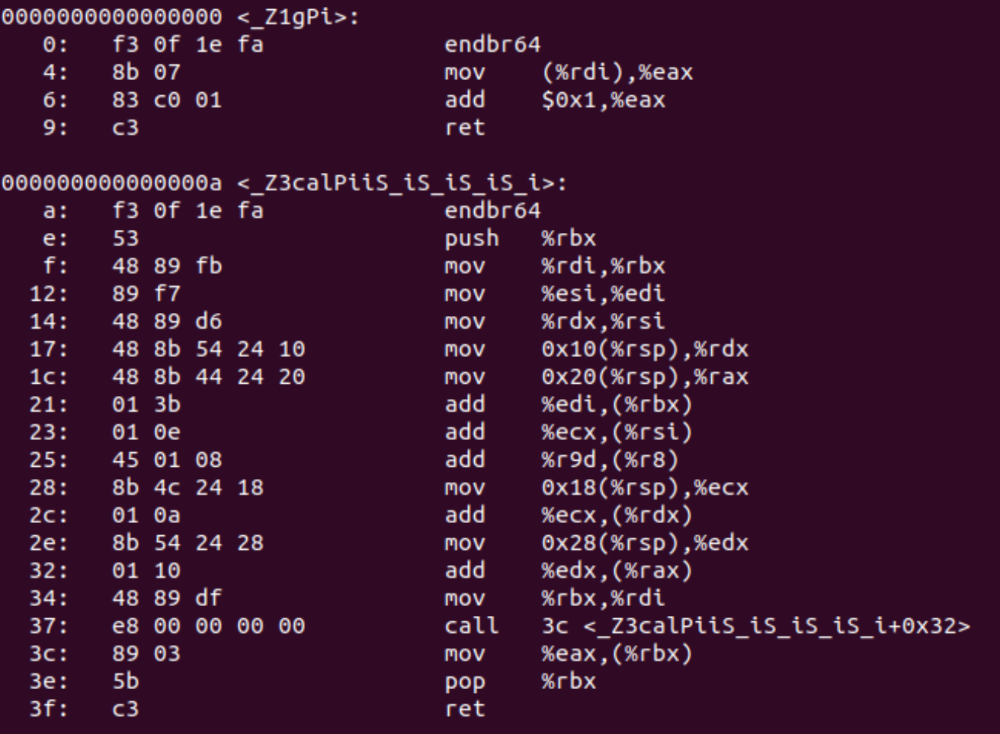 0000000000000000 <_Z1gPi>:
   0:   f3 0f 1e fa             endbr64
   4:   8b 07                   mov    (%rdi),%eax
   6:   83 c0 01                add    $0x1,%eax
   9:   c3                      ret

000000000000000a <_Z3calPiiS_iS_iS_iS_i>:
   a:   f3 0f 1e fa             endbr64
   e:   53                      push   %rbx
   f:   48 89 fb                mov    %rdi,%rbx
  12:   89 f7                   mov    %esi,%edi
  14:   48 89 d6                mov    %rdx,%rsi
  17:   48 8b 54 24 10          mov    0x10(%rsp),%rdx
  1c:   48 8b 44 24 20          mov    0x20(%rsp),%rax
  21:   01 3b                   add    %edi,(%rbx)
  23:   01 0e                   add    %ecx,(%rsi)
  25:   45 01 08                add    %r9d,(%r8)
  28:   8b 4c 24 18             mov    0x18(%rsp),%ecx
  2c:   01 0a                   add    %ecx,(%rdx)
  2e:   8b 54 24 28             mov    0x28(%rsp),%edx
  32:   01 10                   add    %edx,(%rax)
  34:   48 89 df                mov    %rbx,%rdi
  37:   e8 00 00 00 00          call   3c <_Z3calPiiS_iS_iS_iS_i+0x32>
  3c:   89 03                   mov    %eax,(%rbx)
  3e:   5b                      pop    %rbx
  3f:   c3                      ret